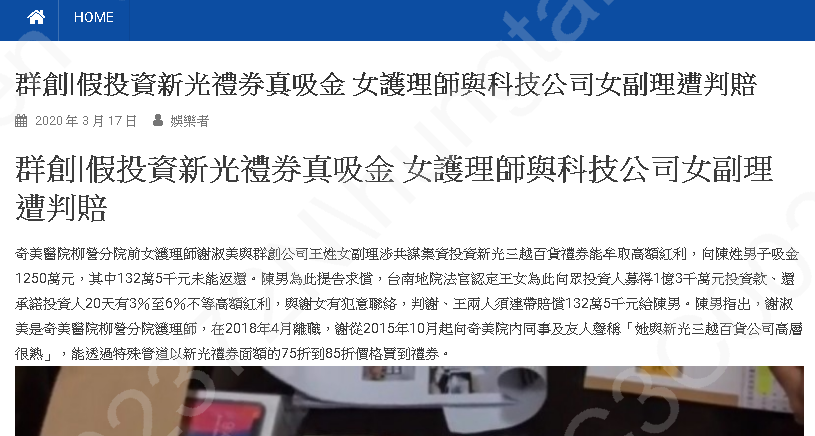 HOME
群創|假投資新光禮券真吸金 女護理師與科技公司女副理遭判賠
2020 年 3 月 17 日 娛樂者
群創|假投資新光禮券真吸金 女護理師與科技公司女副理
遭判賠
奇美醫院柳營分院前女護理師謝淑美與群創公司王姓女副理涉共謀集資投資新光三越百貨禮券能牟取高額紅利，向陳姓男子吸金
1250萬元，其中132萬5千元未能返還。陳男為此提告求償，台南地院法官認定王女為此向眾投資人募得1億3千萬元投資款、還
承諾投資人20天有3%至6%不等高額紅利，與謝女有犯意聯絡，判謝、王兩人須連帶賠償132萬5千元給陳男。陳男指出，謝淑
美是奇美醫院柳營分院護理師，在2018年4月離職，謝從2015年10月起向奇美院內同事及友人聲稱「她與新光三越百貨公司高層
很熟」，能透過特殊管道以新光禮券面額的75折到85折價格買到禮券。